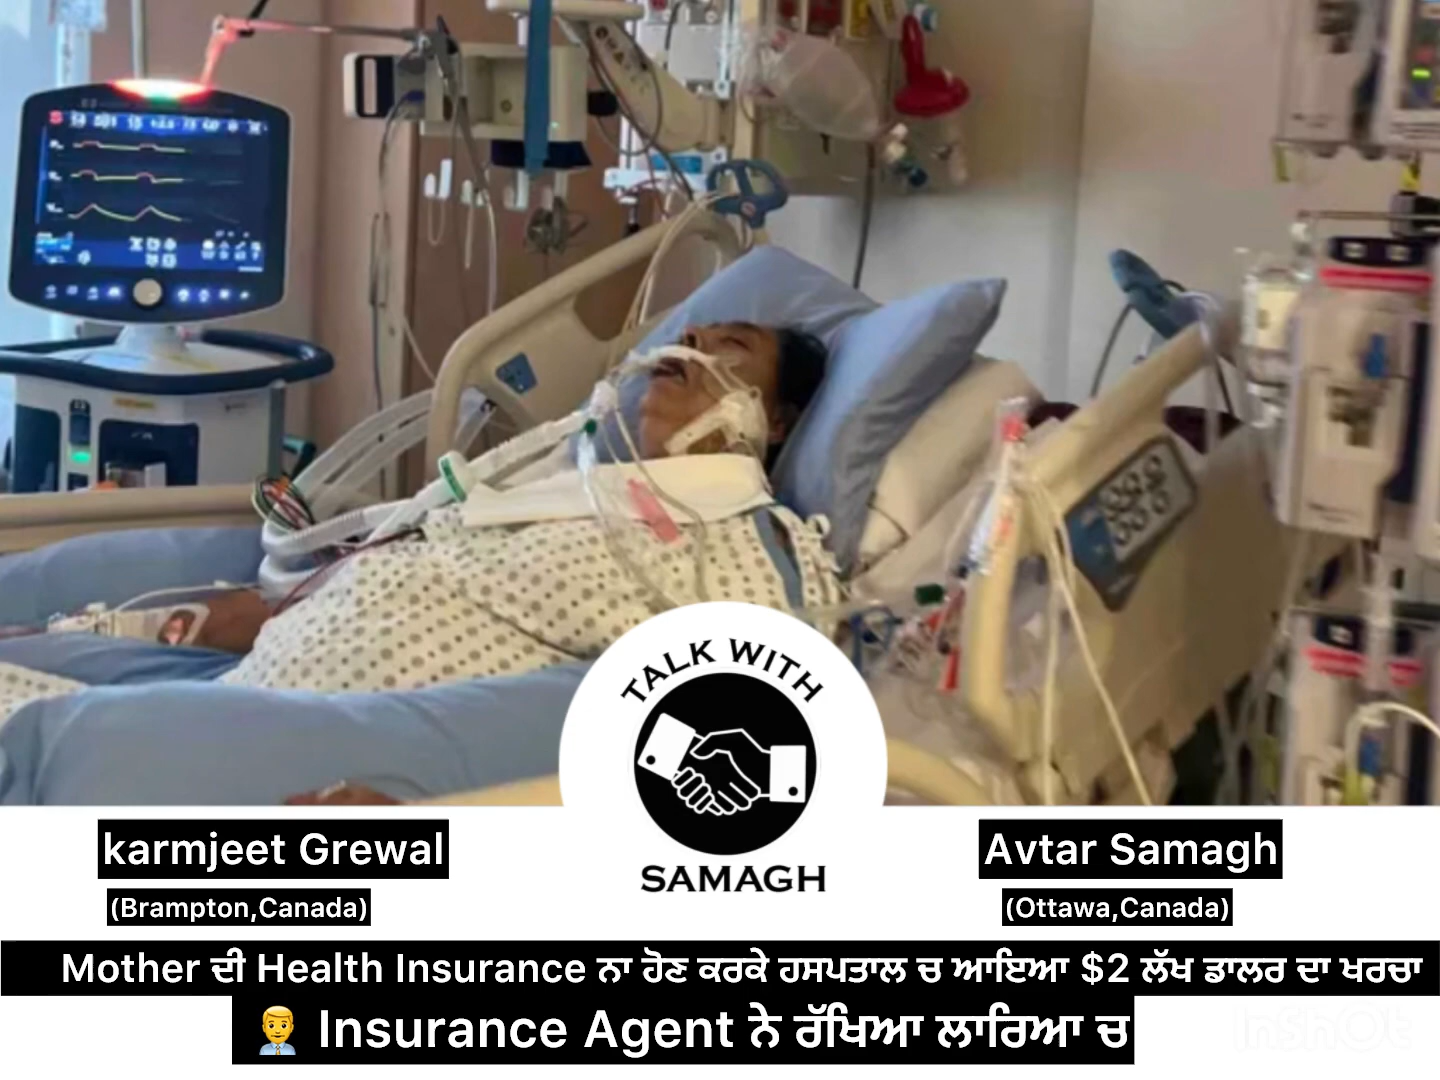 TALK WITH
SAMAGH
karmjeet Grewal
(Brampton,Canada)
Avtar Samagh
(Ottawa,Canada)
Mother ਦੀ Health Insurance ਨਾ ਹੋਣ ਕਰਕੇ ਹਸਪਤਾਲ ਚ ਆਇਆ $2 ਲੱਖ ਡਾਲਰ ਦਾ ਖਰਚਾ
👨‍💼 Insurance Agent ਨੇ ਰੱਖਿਆ ਲਾਰਿਆ ਚ
InShOt